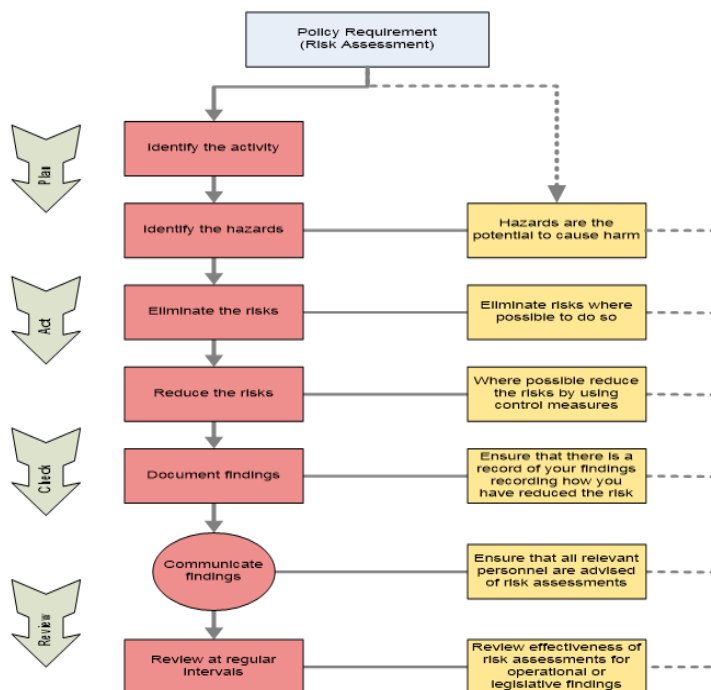 Policy Requirement
(Risk Assessment)
Plan
Identify the activity
Identify the hazards
Hazards are the
potential to cause harm
Act
Eliminate the risks
Eliminate risks where
possible to do so
Reduce the risks
Where possible reduce
the risks by using
control measures
Check
Document findings
Ensure that there is a
record of your findings
recording how you
have reduced the risk
Communicate
findings
Ensure that all relevant
personnel are advised
of risk assessments
Review
Review at regular
intervals
Review effectiveness of
risk assessments for
operational or
legislative findings